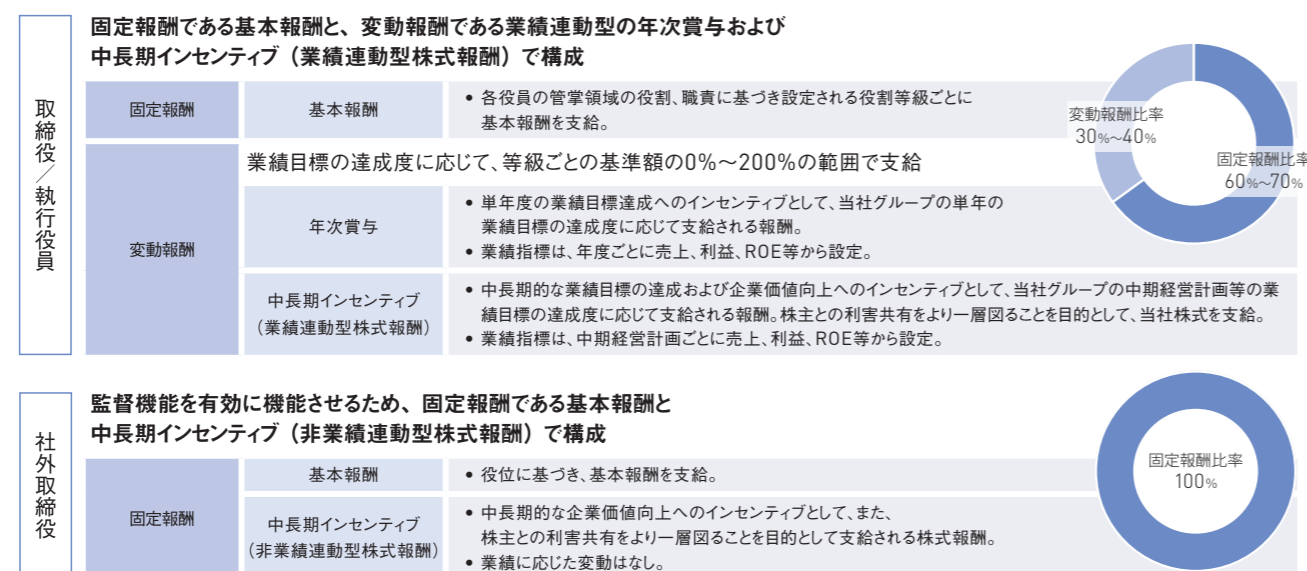 取締役／執行役員
固定報酬である基本報酬と、変動報酬である業績連動型の年次賞与および
中長期インセンティブ（業績連動型株式報酬）で構成
固定報酬
基本報酬
• 各役員の管掌領域の役割、職責に基づき設定される役割等級ごとに
基本報酬を支給。
変動報酬
業績目標の達成度に応じて、等級ごとの基準額の0％～200％の範囲で支給
年次賞与
• 単年度の業績目標達成へのインセンティブとして、当社グループの単年の
業績目標の達成度に応じて支給される報酬。
• 業績指標は、年度ごとに売上、利益、ROE等から設定。
中長期インセンティブ
（業績連動型株式報酬）
• 中長期的な業績目標の達成および企業価値向上へのインセンティブとして、当社グループの中期経営計画等の業
績目標の達成度に応じて支給される報酬。株主との利害共有をより一層図ることを目的として、当社株式を支給。
• 業績指標は、中期経営計画ごとに売上、利益、ROE等から設定。
変動報酬比率
30％～40％
固定報酬比率
60％～70％
社外取締役
監督機能を有効に機能させるため、固定報酬である基本報酬と
中長期インセンティブ（非業績連動型株式報酬）で構成
固定報酬
基本報酬
• 役位に基づき、基本報酬を支給。
中長期インセンティブ
（非業績連動型株式報酬）
• 中長期的な企業価値向上へのインセンティブとして、また、
株主との利害共有をより一層図ることを目的として支給される株式報酬。
• 業績に応じた変動はなし。
固定報酬比率
100％